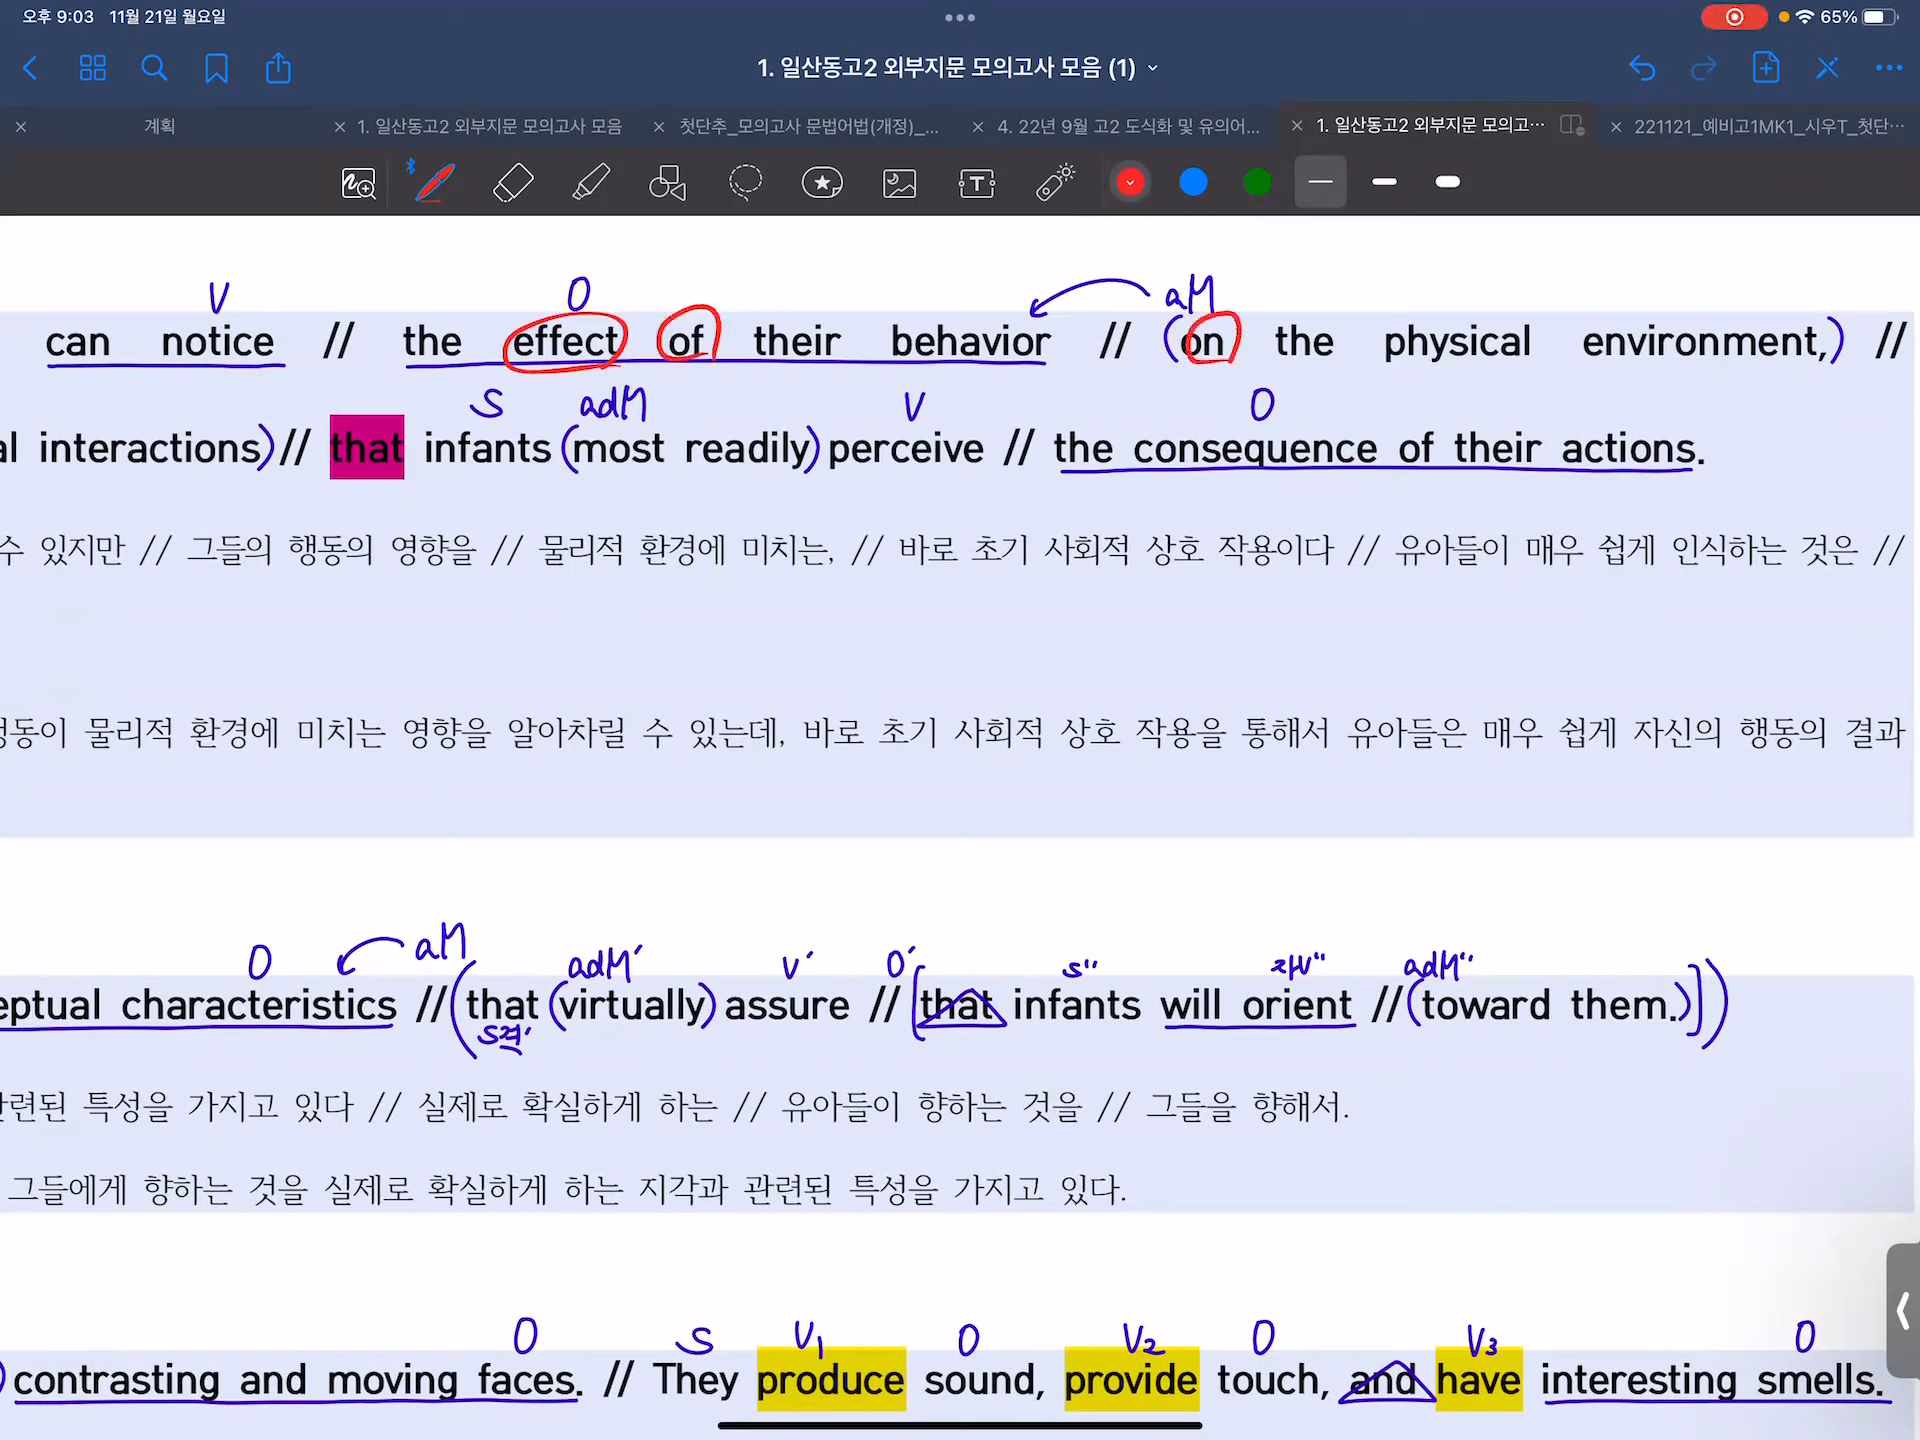 오후 9:03 11월 21일 월요일
65%
1. 일산동고2 외부지문 모의고사 모음 (1)
계획
1. 일산동고2 외부지문 모의고사 모음
첫단추_모의고사 문법어법(개정)_...
4. 22년 9월 고2 도식화 및 유의어...
1. 일산동고2 외부지문 모의고...
221121_예비고1MK1_시우T_첫단...
V O aM
can notice // the effect of their behavior // (on the physical environment,) //
S adM V O
al interactions) // that infants (most readily) perceive // the consequence of their actions.
수 있지만 // 그들의 행동의 영향을 // 물리적 환경에 미치는, // 바로 초기 사회적 상호 작용이다 // 유아들이 매우 쉽게 인식하는 것은 //
행동이 물리적 환경에 미치는 영향을 알아차릴 수 있는데, 바로 초기 사회적 상호 작용을 통해서 유아들은 매우 쉽게 자신의 행동의 결과
O aM adM' V' O' S'' 자V'' adM''
eptual characteristics // (that (virtually) assure // [that infants will orient // (toward them.)])
S관'
관련된 특성을 가지고 있다 // 실제로 확실하게 하는 // 유아들이 향하는 것을 // 그들을 향해서.
그들에게 향하는 것을 실제로 확실하게 하는 지각과 관련된 특성을 가지고 있다.
O S V1 O V2 O V3 O
) contrasting and moving faces. // They produce sound, provide touch, and have interesting smells.